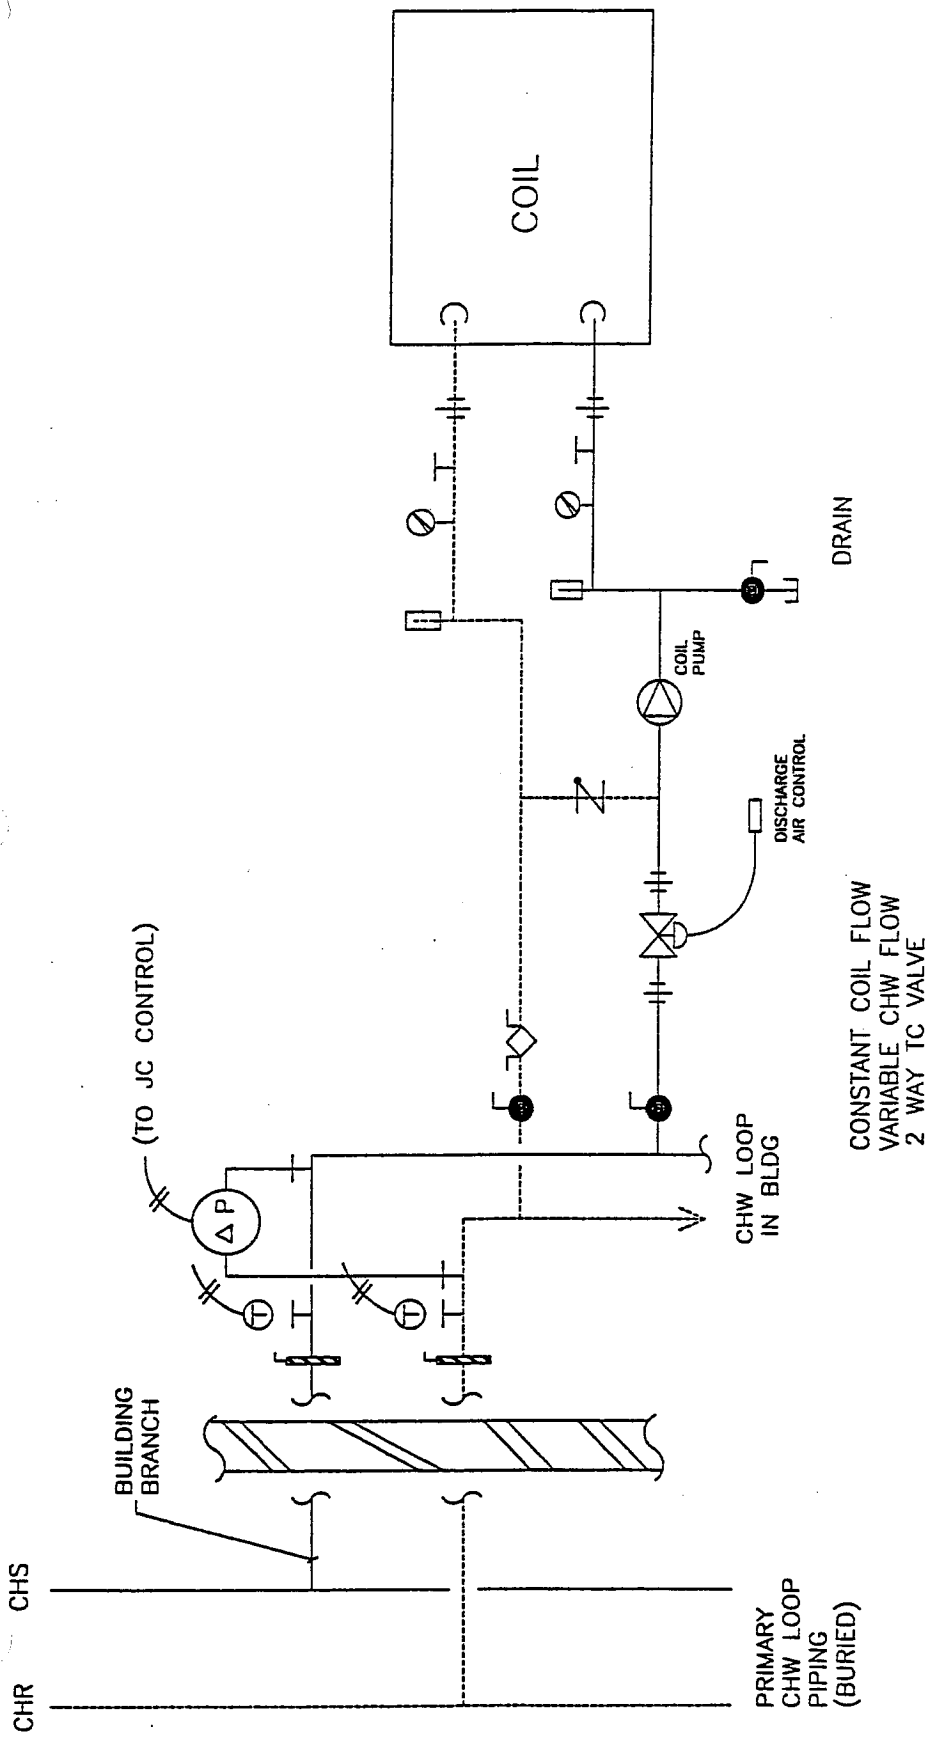 CHR
CHS
BUILDING
BRANCH
PRIMARY
CHW LOOP
PIPING
(BURIED)
T
T
Δ P
(TO JC CONTROL)
CHW LOOP
IN BLDG
CONSTANT COIL FLOW
VARIABLE CHW FLOW
2 WAY TC VALVE
DISCHARGE
AIR CONTROL
COIL
PUMP
DRAIN
COIL